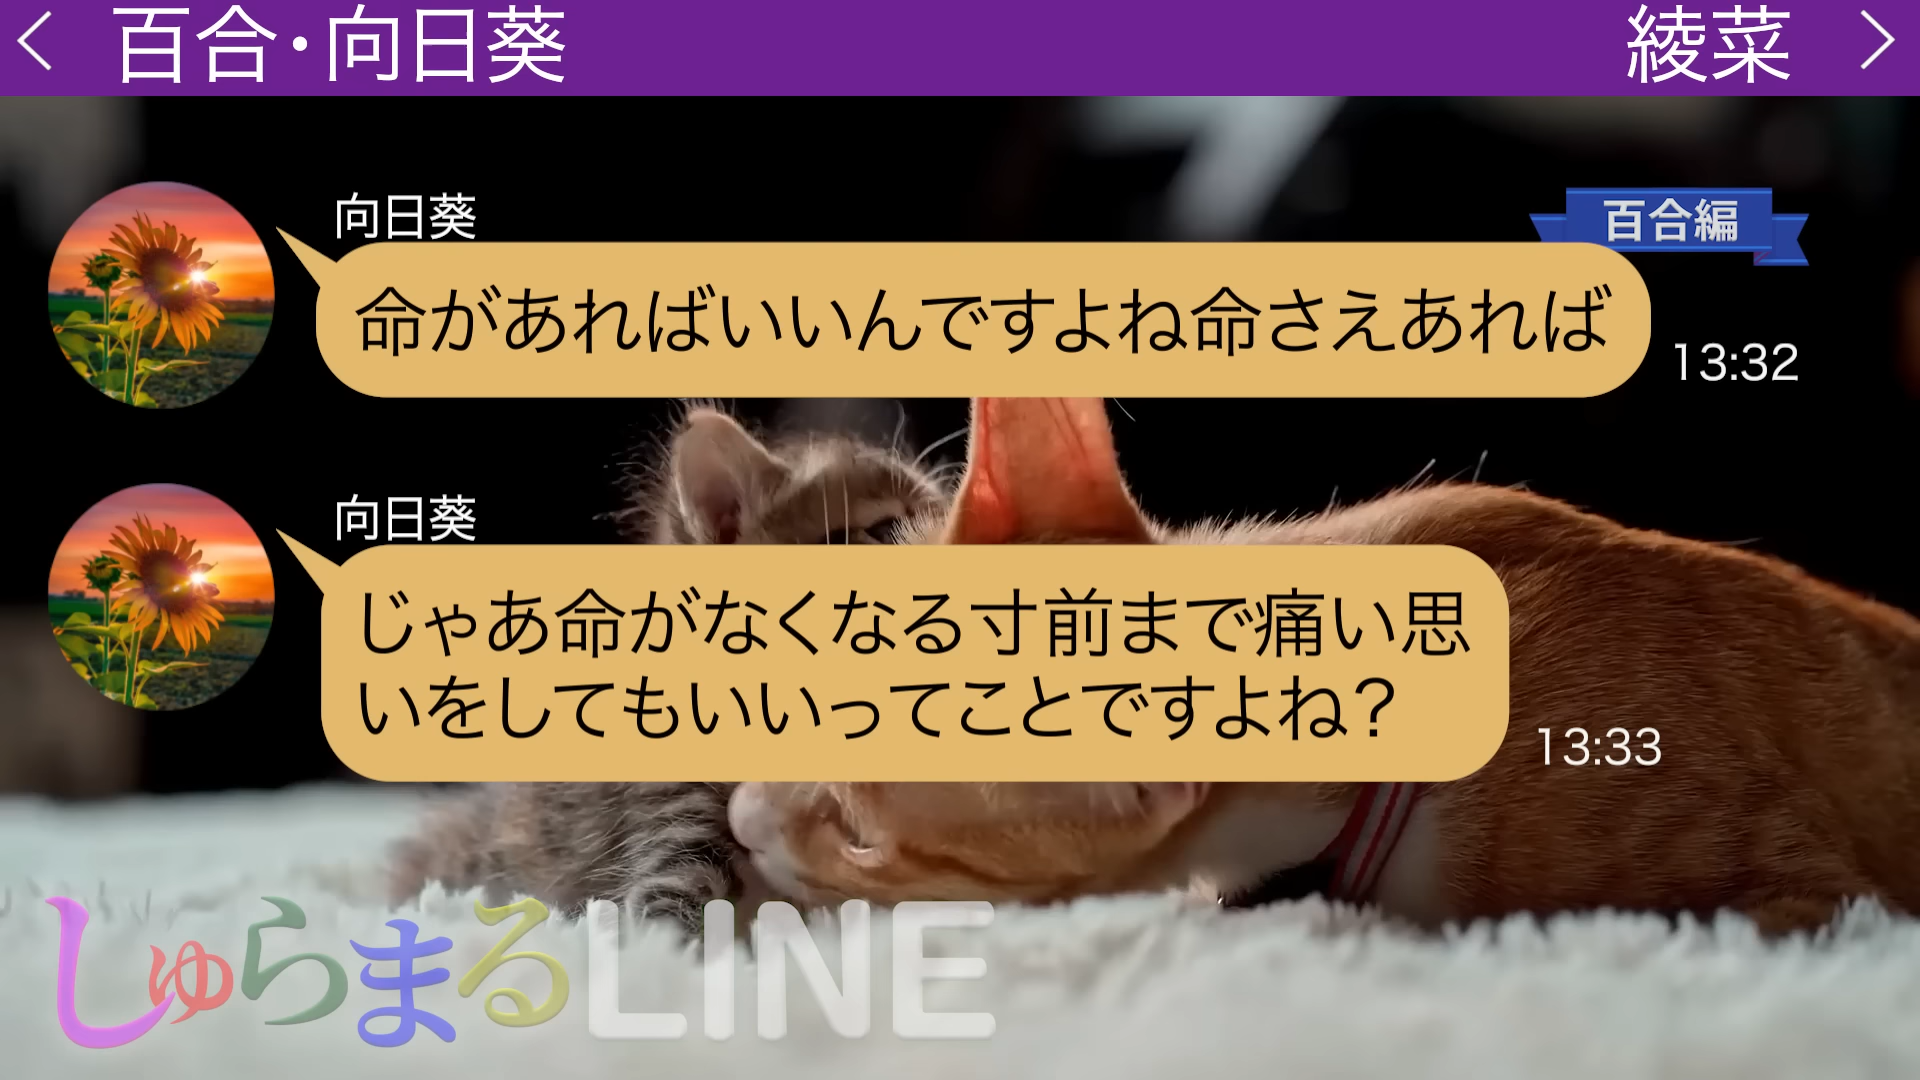 百合・向日葵
綾菜
百合編
向日葵
命があればいいんですよね命さえあれば
13:32
向日葵
じゃあ命がなくなる寸前まで痛い思
いをしてもいいってことですよね？
13:33
しゅらまるLINE